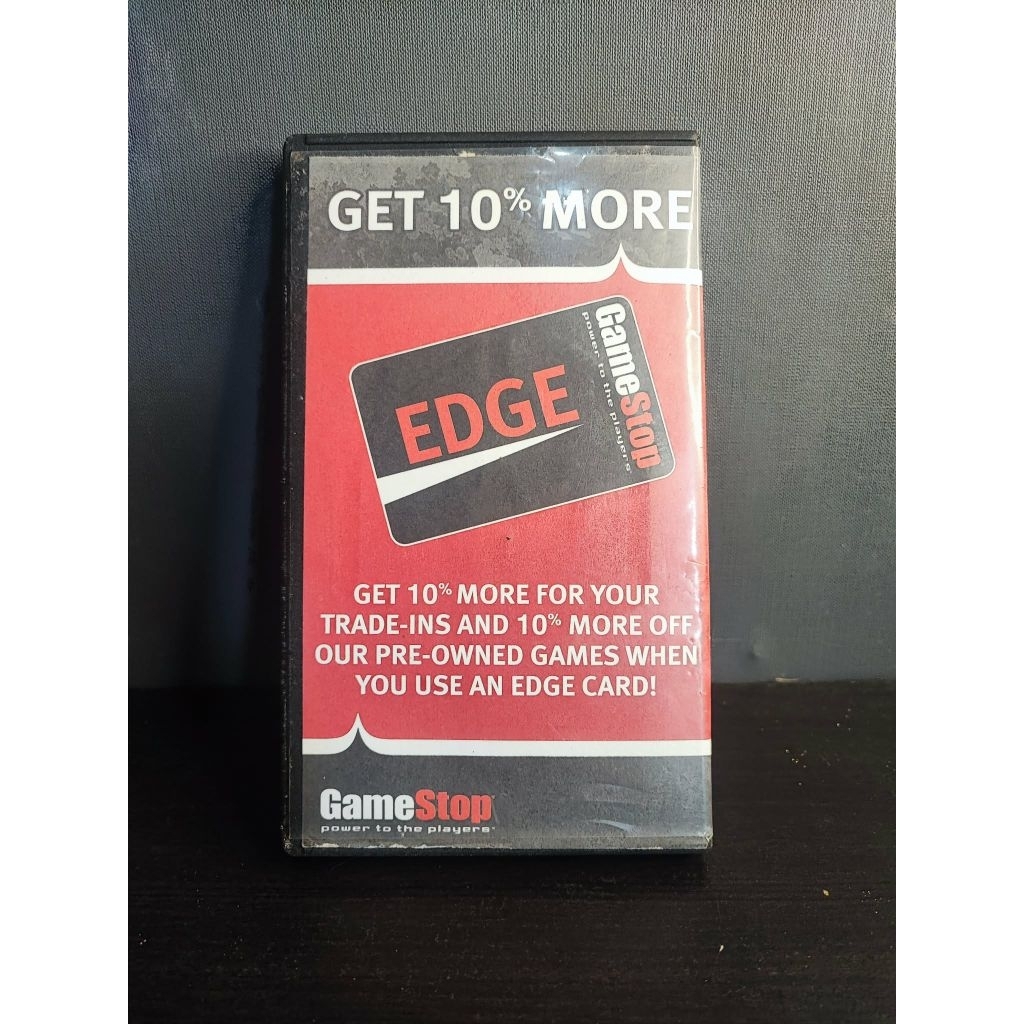 GET 10% MORE
EDGE
GameStop
power to the players
GET 10% MORE FOR YOUR
TRADE-INS AND 10% MORE OFF
OUR PRE-OWNED GAMES WHEN
YOU USE AN EDGE CARD!
GameStop
power to the players